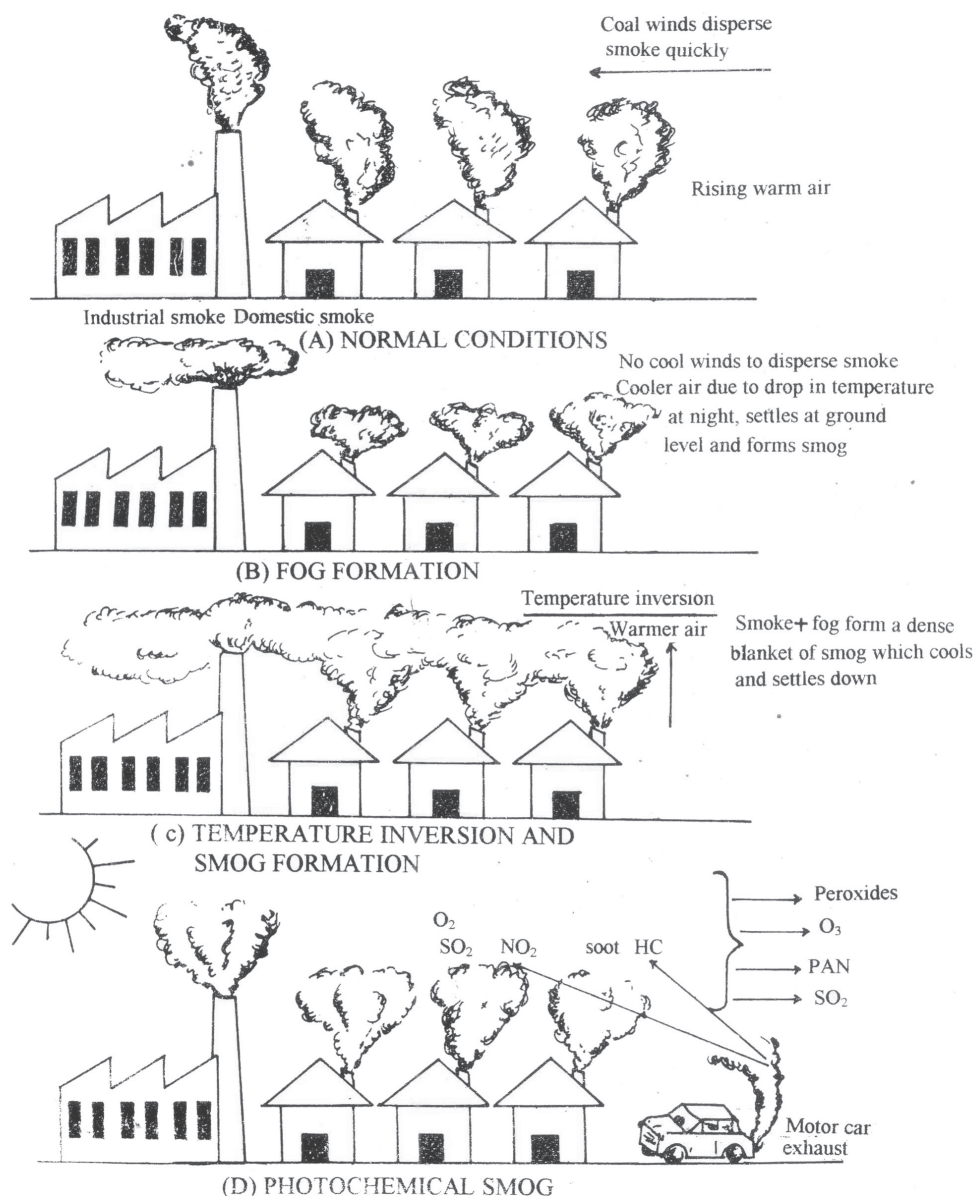 Coal winds disperse
smoke quickly
Rising warm air
Industrial smoke Domestic smoke
(A) NORMAL CONDITIONS
No cool winds to disperse smoke
Cooler air due to drop in temperature
at night, settles at ground
level and forms smog
(B) FOG FORMATION
Temperature inversion
Warmer air
Smoke+ fog form a dense
blanket of smog which cools
and settles down
( c) TEMPERATURE INVERSION AND
SMOG FORMATION
Peroxides
O₂
O₃
SO₂ NO₂ soot HC
PAN
SO₂
Motor car
exhaust
(D) PHOTOCHEMICAL SMOG